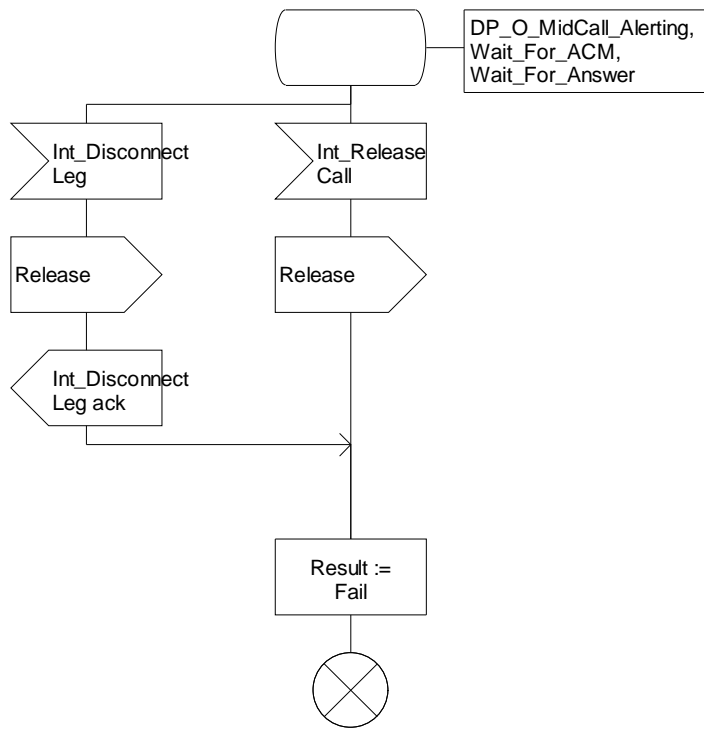 DP_O_MidCall_Alerting,
Wait_For_ACM,
Wait_For_Answer
Int_Disconnect
Leg
Int_Release
Call
Release
Release
Int_Disconnect
Leg ack
Result :=
Fail